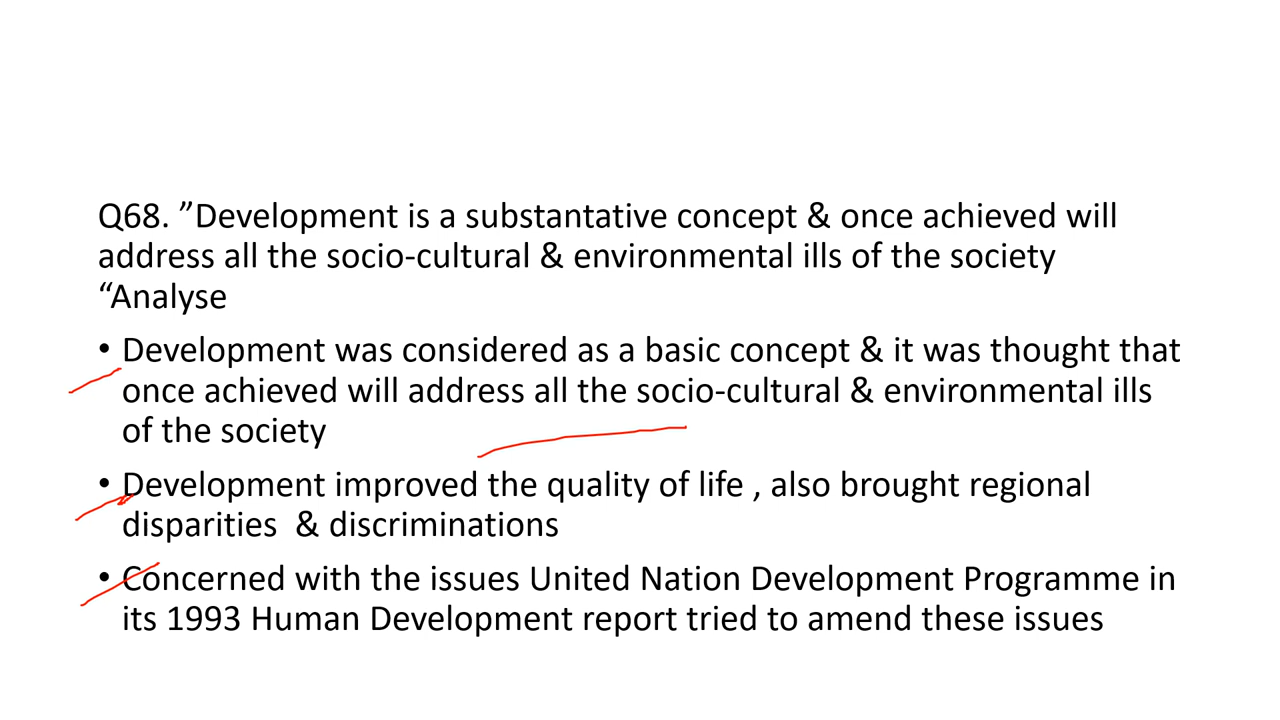 Q68. ”Development is a substantative concept & once achieved will
address all the socio-cultural & environmental ills of the society
“Analyse
• Development was considered as a basic concept & it was thought that
once achieved will address all the socio-cultural & environmental ills
of the society
• Development improved the quality of life , also brought regional
disparities & discriminations
• Concerned with the issues United Nation Development Programme in
its 1993 Human Development report tried to amend these issues